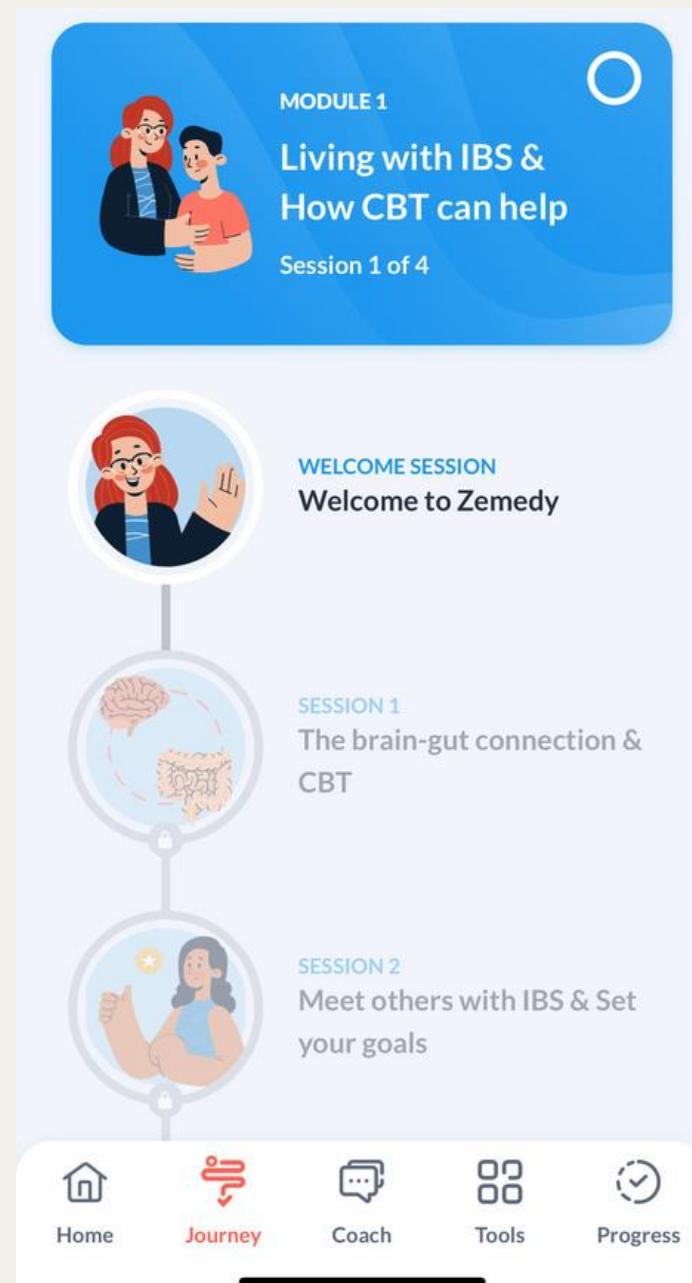 MODULE 1
Living with IBS &
How CBT can help
Session 1 of 4
WELCOME SESSION
Welcome to Zemedy
SESSION 1
The brain-gut connection &
CBT
SESSION 2
Meet others with IBS & Set
your goals
Home
Journey
Coach
Tools
Progress